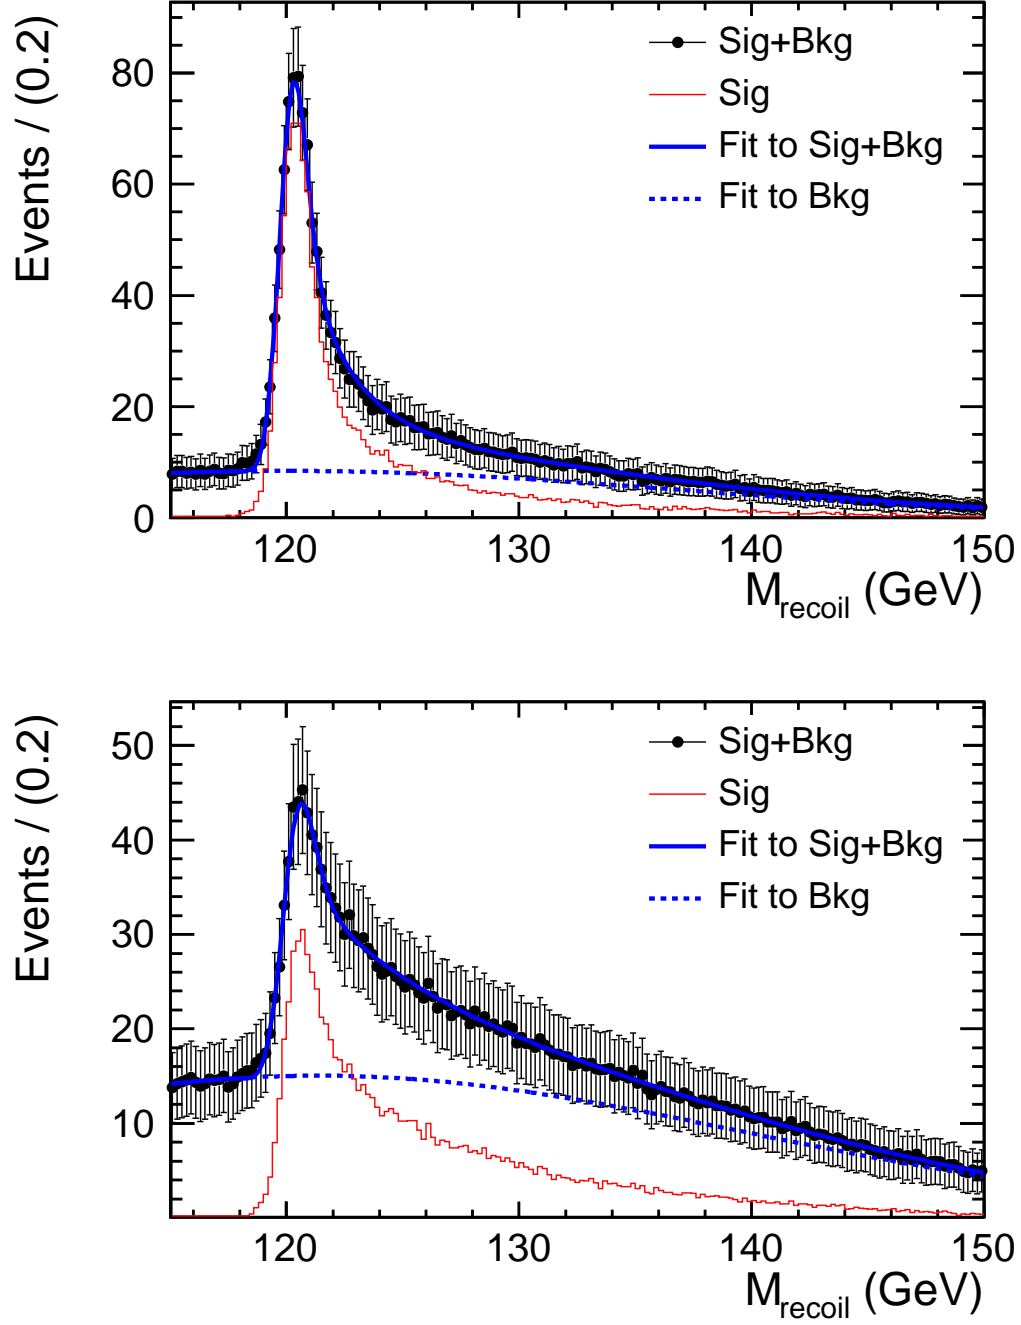 Events / (0.2)
80
60
40
20
0
Sig+Bkg
Sig
Fit to Sig+Bkg
Fit to Bkg
120 130 140 150
M_recoil (GeV)
Events / (0.2)
50
40
30
20
10
Sig+Bkg
Sig
Fit to Sig+Bkg
Fit to Bkg
120 130 140 150
M_recoil (GeV)